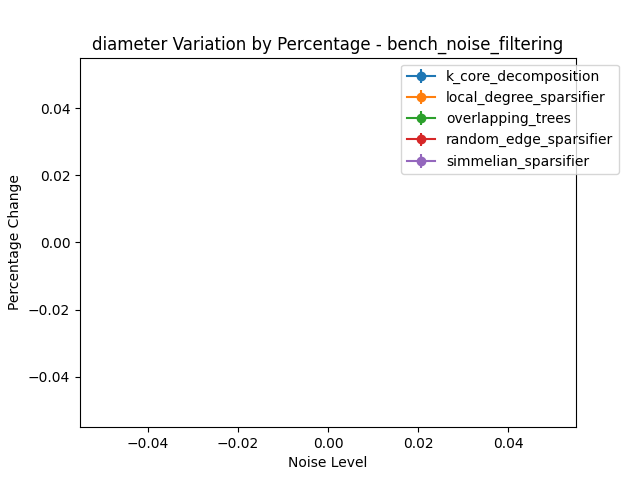 diameter Variation by Percentage - bench_noise_filtering
k_core_decomposition
local_degree_sparsifier
overlapping_trees
random_edge_sparsifier
simmelian_sparsifier
Percentage Change
0.04
0.02
0.00
−0.02
−0.04
−0.04 −0.02 0.00 0.02 0.04
Noise Level